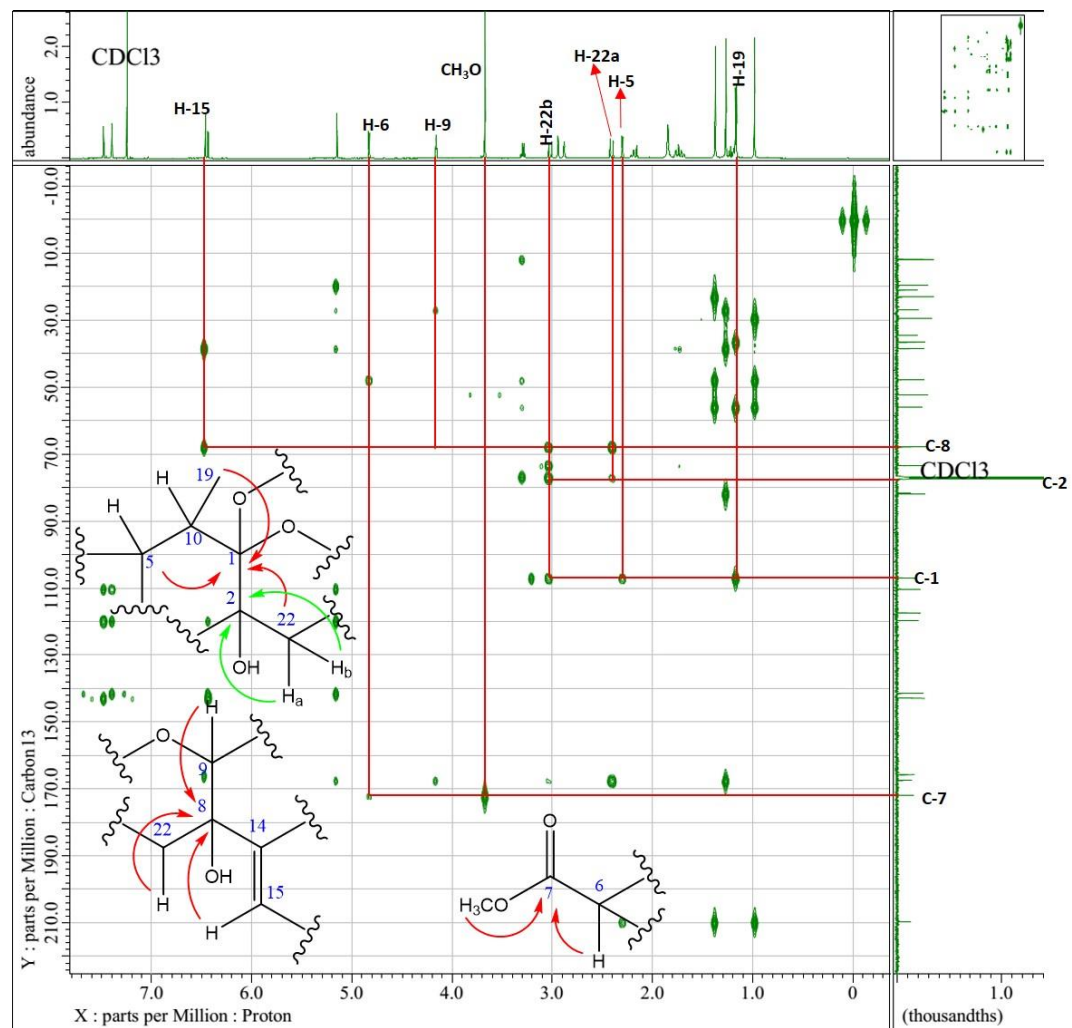 abundance
2.0
1.0
CDCl3
H-15
H-6
H-9
CH3O
H-22b
H-22a
H-5
H-19
Y : parts per Million : Carbon13
-10.0
10.0
30.0
50.0
70.0
90.0
110.0
130.0
150.0
170.0
190.0
210.0
C-8
CDCl3
C-2
C-1
C-7
H
19
O
H
10
O
5
1
2
22
OH
Hb
Ha
H
O
9
8
22
14
OH
15
H
H
O
7
6
H3CO
H
7.0 6.0 5.0 4.0 3.0 2.0 1.0 0
X : parts per Million : Proton
1.0
(thousandths)